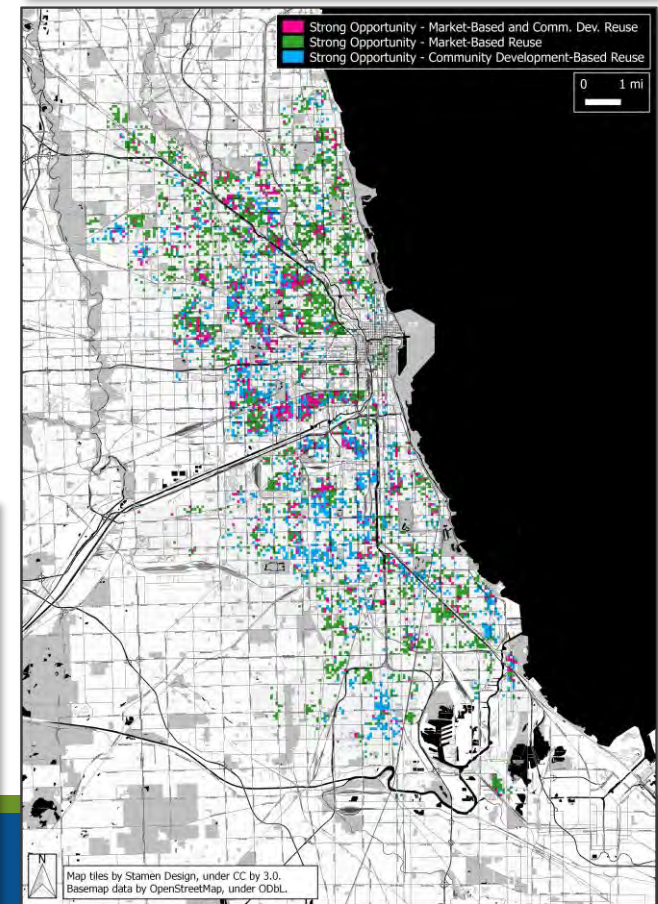 Strong Opportunity - Market-Based and Comm. Dev. Reuse
Strong Opportunity - Market-Based Reuse
Strong Opportunity - Community Development-Based Reuse
0 1 mi
N
Map tiles by Stamen Design, under CC by 3.0.
Basemap data by OpenStreetMap, under ODbL.